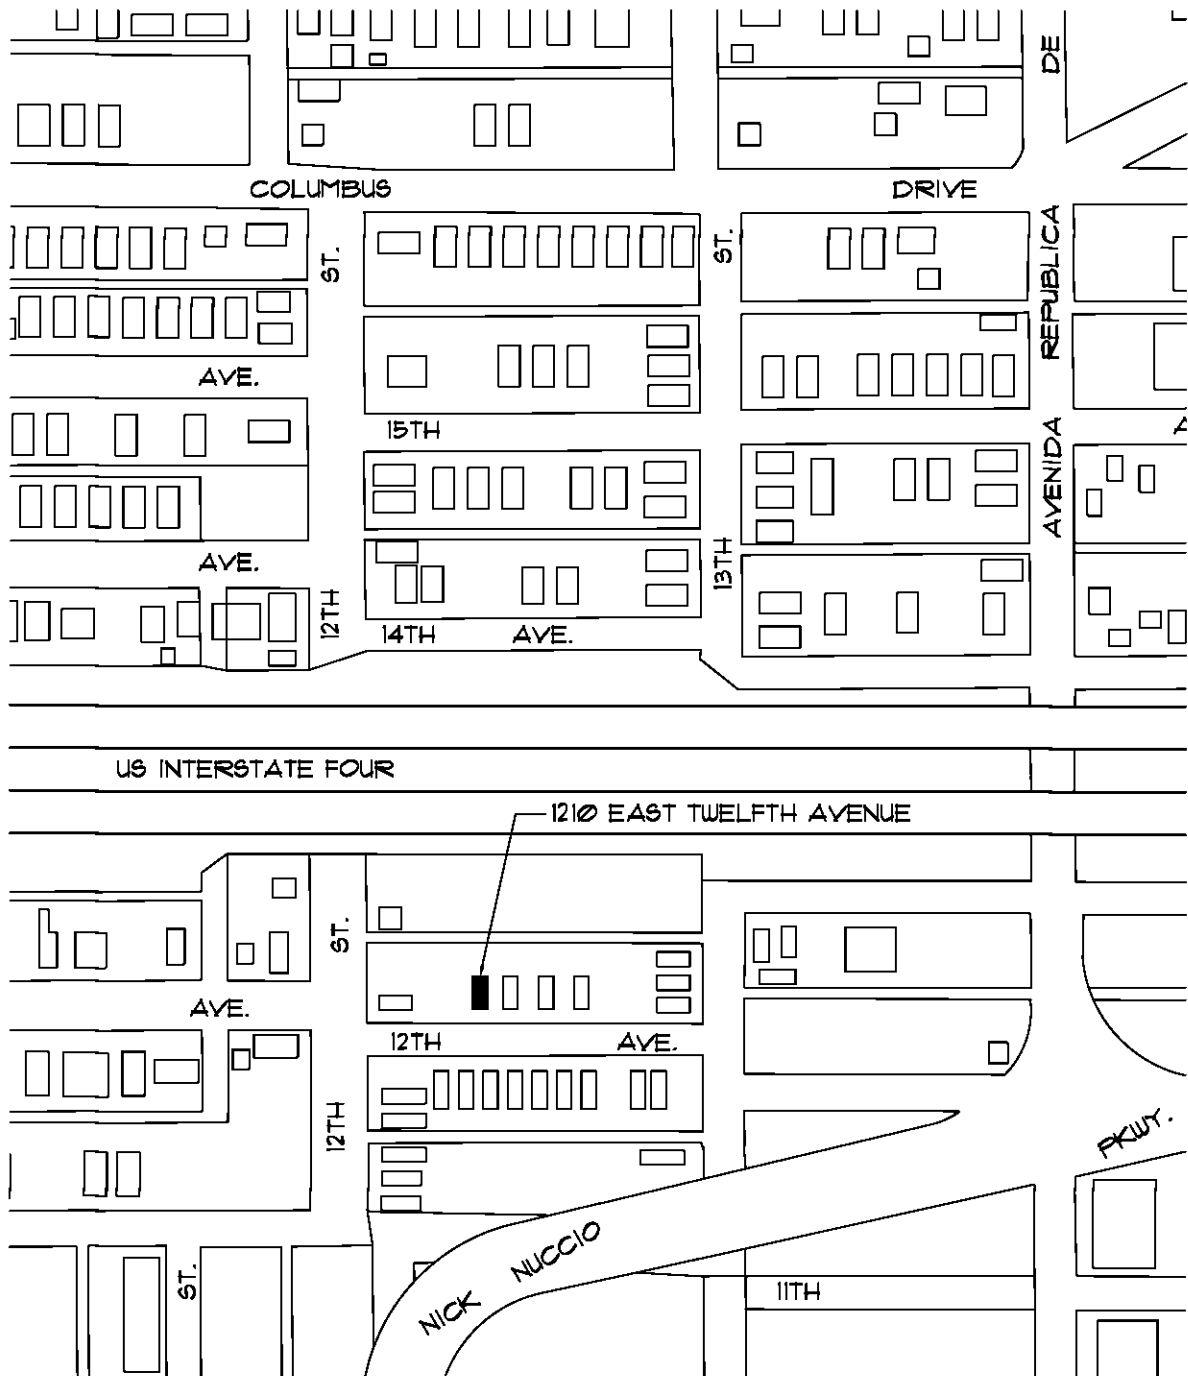 DE
COLUMBUS DRIVE
ST. ST. REPUBLICA
AVE.
15TH AVENIDA A
AVE. 13TH
12TH 14TH AVE.
US INTERSTATE FOUR
1210 EAST TWELFTH AVENUE
ST.
AVE.
12TH AVE.
12TH PKWY.
NUCCIO
ST. NICK 11TH